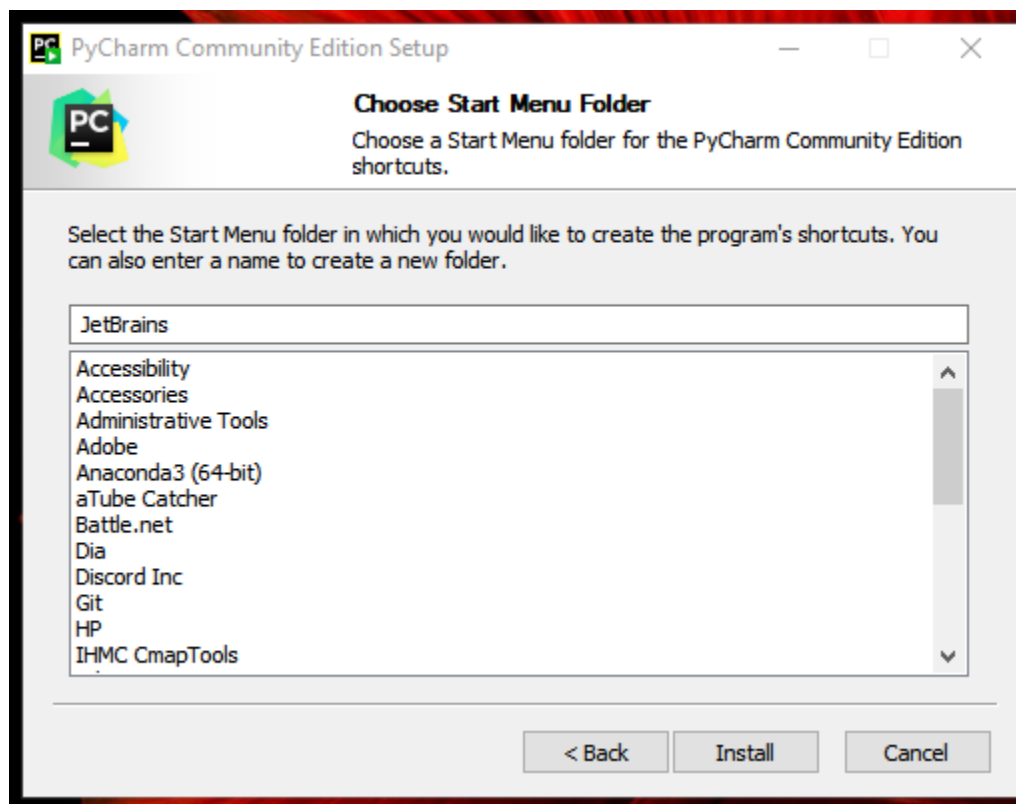 PyCharm Community Edition Setup
PC
Choose Start Menu Folder
Choose a Start Menu folder for the PyCharm Community Edition
shortcuts.
Select the Start Menu folder in which you would like to create the program's shortcuts. You
can also enter a name to create a new folder.
JetBrains
Accessibility
Accessories
Administrative Tools
Adobe
Anaconda3 (64-bit)
aTube Catcher
Battle.net
Dia
Discord Inc
Git
HP
IHMC CmapTools
< Back
Install
Cancel